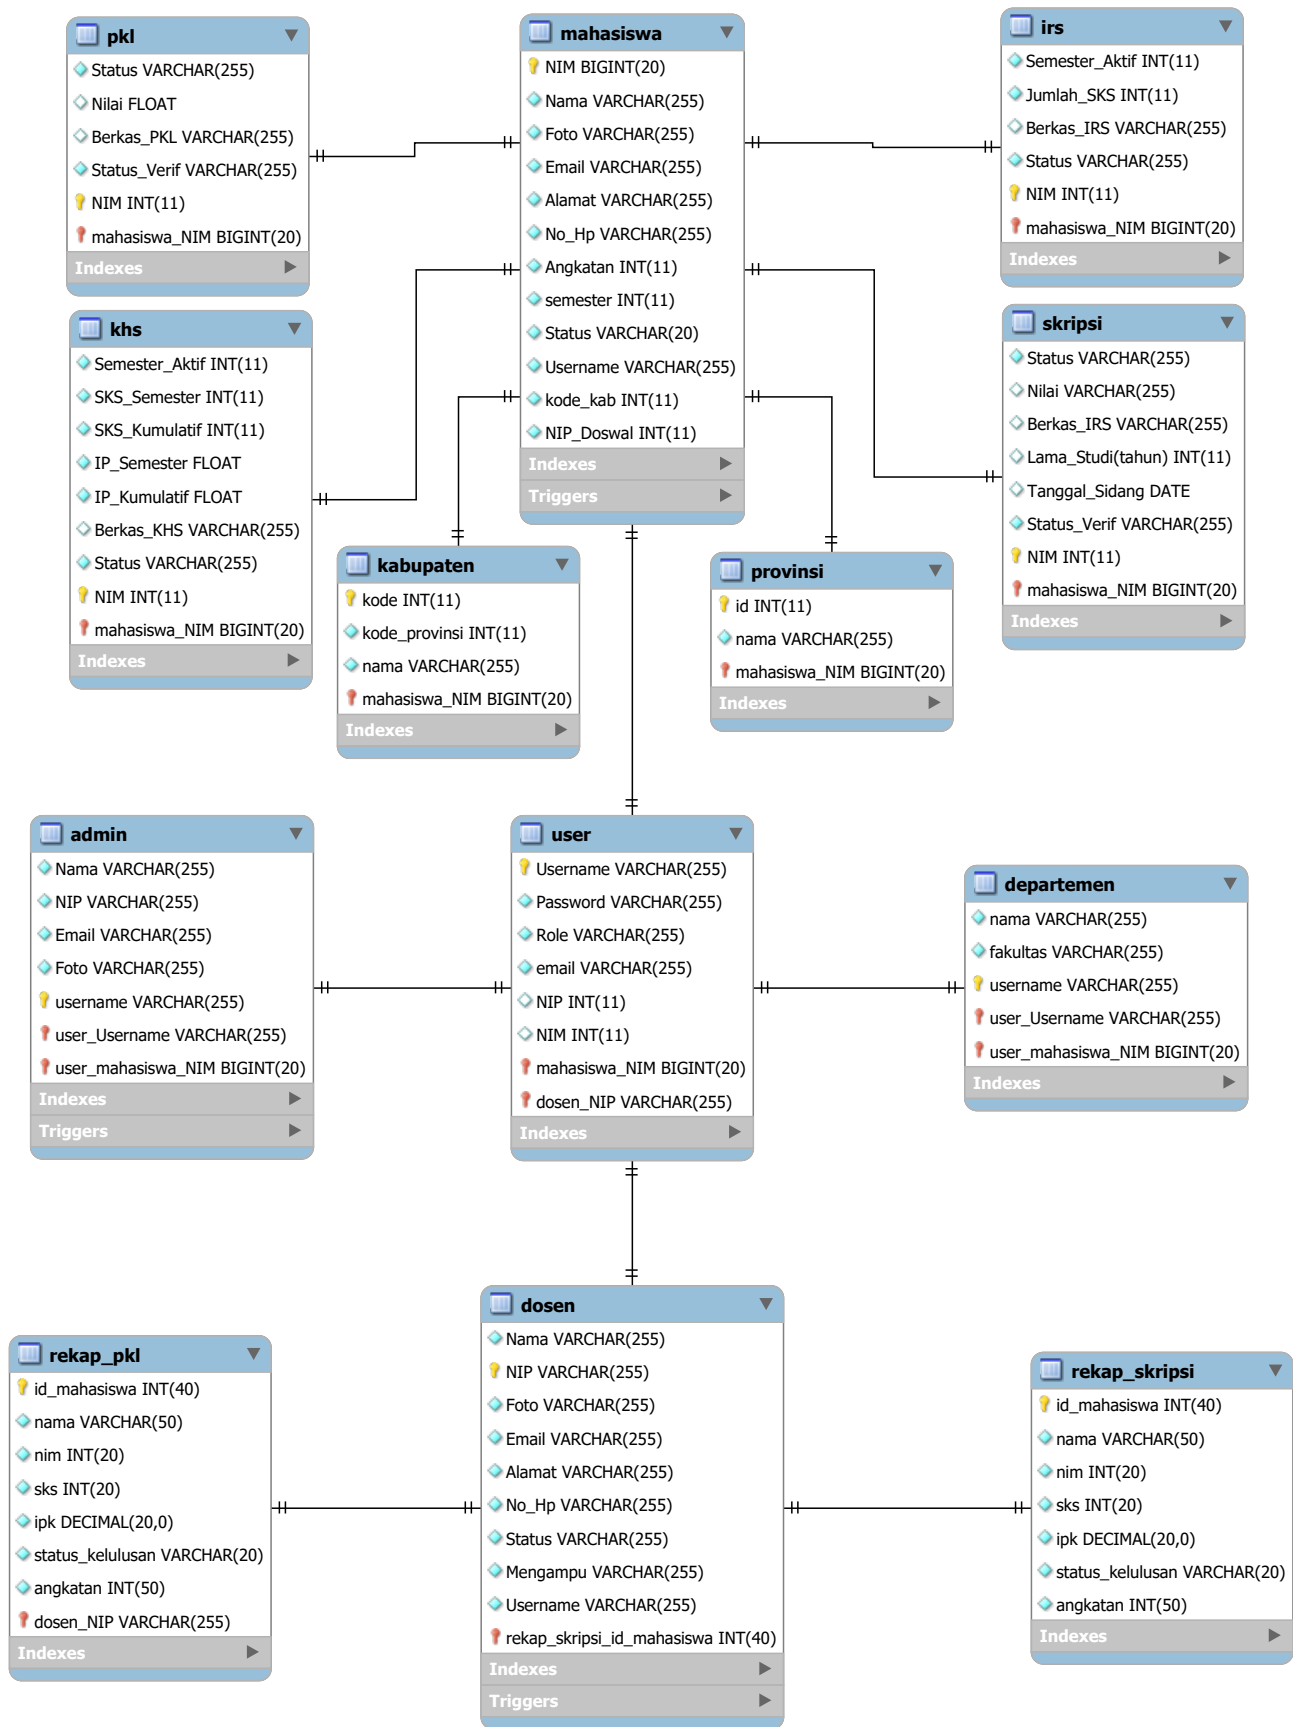 pkl
Status VARCHAR(255)
Nilai FLOAT
Berkas_PKL VARCHAR(255)
Status_Verif VARCHAR(255)
NIM INT(11)
mahasiswa_NIM BIGINT(20)
Indexes
mahasiswa
NIM BIGINT(20)
Nama VARCHAR(255)
Foto VARCHAR(255)
Email VARCHAR(255)
Alamat VARCHAR(255)
No_Hp VARCHAR(255)
Angkatan INT(11)
semester INT(11)
Status VARCHAR(20)
Username VARCHAR(255)
kode_kab INT(11)
NIP_Doswal INT(11)
Indexes
Triggers
irs
Semester_Aktif INT(11)
Jumlah_SKS INT(11)
Berkas_IRS VARCHAR(255)
Status VARCHAR(255)
NIM INT(11)
mahasiswa_NIM BIGINT(20)
Indexes
khs
Semester_Aktif INT(11)
SKS_Semester INT(11)
SKS_Kumulatif INT(11)
IP_Semester FLOAT
IP_Kumulatif FLOAT
Berkas_KHS VARCHAR(255)
Status VARCHAR(255)
NIM INT(11)
mahasiswa_NIM BIGINT(20)
Indexes
skripsi
Status VARCHAR(255)
Nilai VARCHAR(255)
Berkas_IRS VARCHAR(255)
Lama_Studi(tahun) INT(11)
Tanggal_Sidang DATE
Status_Verif VARCHAR(255)
NIM INT(11)
mahasiswa_NIM BIGINT(20)
Indexes
kabupaten
kode INT(11)
kode_provinsi INT(11)
nama VARCHAR(255)
mahasiswa_NIM BIGINT(20)
Indexes
provinsi
id INT(11)
nama VARCHAR(255)
mahasiswa_NIM BIGINT(20)
Indexes
admin
Nama VARCHAR(255)
NIP VARCHAR(255)
Email VARCHAR(255)
Foto VARCHAR(255)
username VARCHAR(255)
user_Username VARCHAR(255)
user_mahasiswa_NIM BIGINT(20)
Indexes
Triggers
user
Username VARCHAR(255)
Password VARCHAR(255)
Role VARCHAR(255)
email VARCHAR(255)
NIP INT(11)
NIM INT(11)
mahasiswa_NIM BIGINT(20)
dosen_NIP VARCHAR(255)
Indexes
departemen
nama VARCHAR(255)
fakultas VARCHAR(255)
username VARCHAR(255)
user_Username VARCHAR(255)
user_mahasiswa_NIM BIGINT(20)
Indexes
rekap_pkl
id_mahasiswa INT(40)
nama VARCHAR(50)
nim INT(20)
sks INT(20)
ipk DECIMAL(20,0)
status_kelulusan VARCHAR(20)
angkatan INT(50)
dosen_NIP VARCHAR(255)
Indexes
dosen
Nama VARCHAR(255)
NIP VARCHAR(255)
Foto VARCHAR(255)
Email VARCHAR(255)
Alamat VARCHAR(255)
No_Hp VARCHAR(255)
Status VARCHAR(255)
Mengampu VARCHAR(255)
Username VARCHAR(255)
rekap_skripsi_id_mahasiswa INT(40)
Indexes
Triggers
rekap_skripsi
id_mahasiswa INT(40)
nama VARCHAR(50)
nim INT(20)
sks INT(20)
ipk DECIMAL(20,0)
status_kelulusan VARCHAR(20)
angkatan INT(50)
Indexes